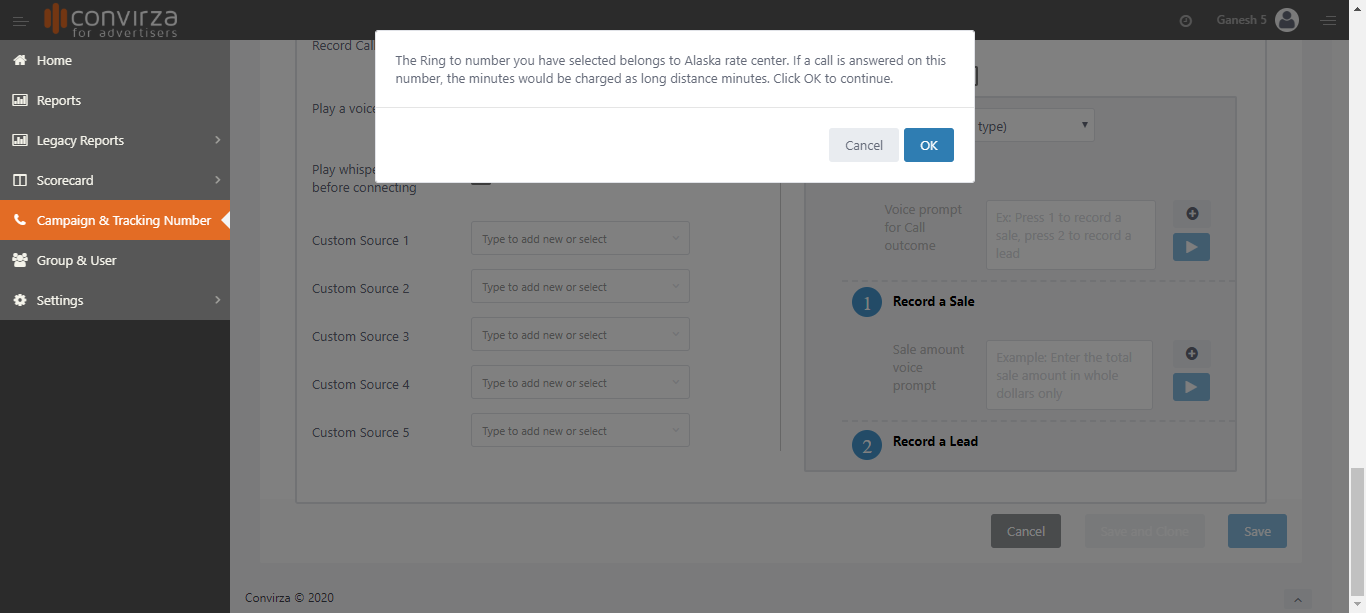 convirza
for advertisers
Ganesh 5
Home
Reports
Legacy Reports
Scorecard
Campaign & Tracking Number
Group & User
Settings
The Ring to number you have selected belongs to Alaska rate center. If a call is answered on this
number, the minutes would be charged as long distance minutes. Click OK to continue.
Cancel
OK
Record Cal
Play a voice
Play whispe
before connecting
Custom Source 1
Type to add new or select
Custom Source 2
Type to add new or select
Custom Source 3
Type to add new or select
Custom Source 4
Type to add new or select
Custom Source 5
Type to add new or select
type)
Voice prompt
for Call
outcome
Ex: Press 1 to record a
sale, press 2 to record a
lead
1
Record a Sale
Sale amount
voice
prompt
Example: Enter the total
sale amount in whole
dollars only
2
Record a Lead
Cancel
Save and Clone
Save
Convirza © 2020